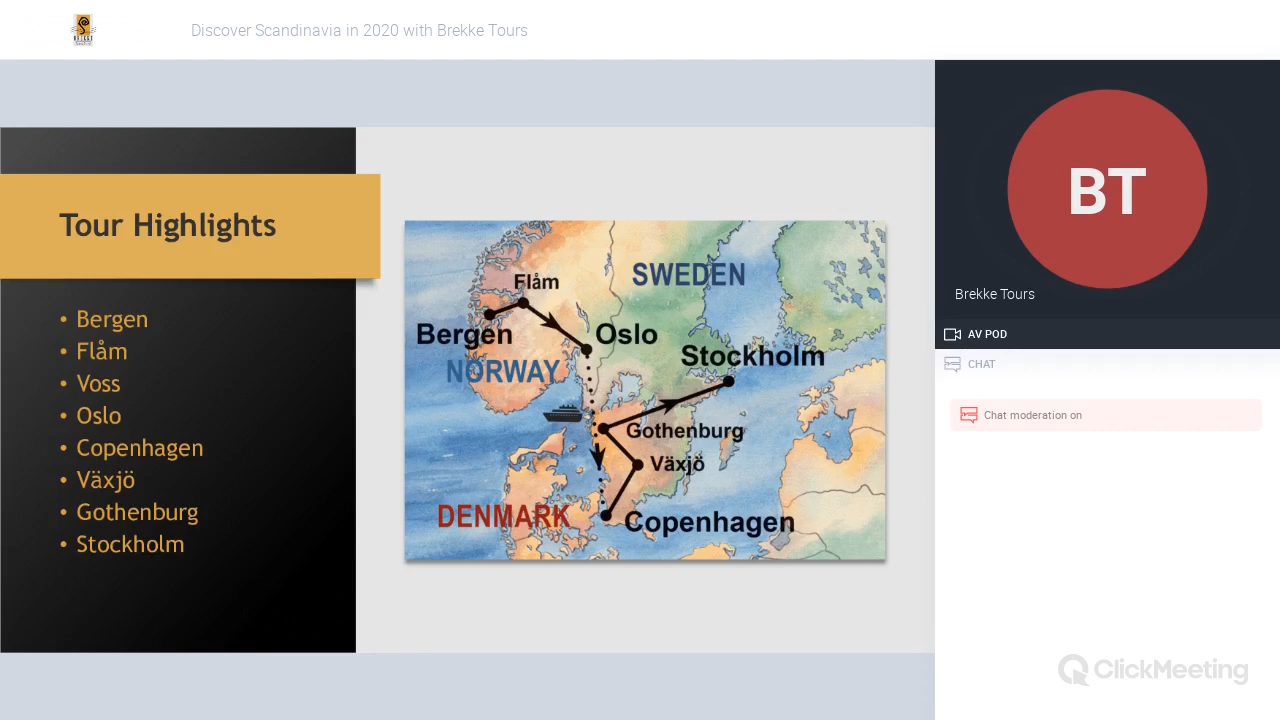 Discover Scandinavia in 2020 with Brekke Tours
Tour Highlights
• Bergen
• Flåm
• Voss
• Oslo
• Copenhagen
• Växjö
• Gothenburg
• Stockholm
SWEDEN
Flåm
Bergen
Oslo
Stockholm
NORWAY
Gothenburg
Växjö
DENMARK
Copenhagen
BT
Brekke Tours
AV POD
CHAT
Chat moderation on
ClickMeeting